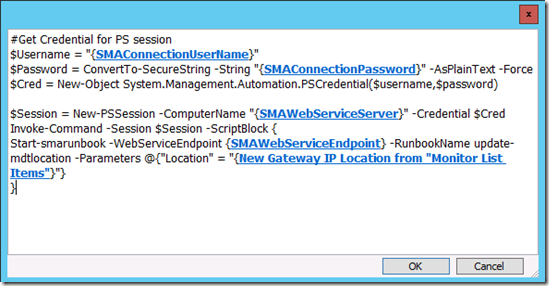 x
#Get Credential for PS session
$Username = "{SMAConnectionUserName}"
$Password = ConvertTo-SecureString -String "{SMAConnectionPassword}" -AsPlainText -Force
$Cred = New-Object System.Management.Automation.PSCredential($username,$password)
$Session = New-PSSession -ComputerName "{SMAWebServiceServer}" -Credential $Cred
Invoke-Command -Session $Session -ScriptBlock {
Start-smarunbook -WebServiceEndpoint {SMAWebServiceEndpoint} -RunbookName update-
mdtlocation -Parameters @{"Location" = "{New Gateway IP Location from "Monitor List
Items"}"}
}
OK Cancel